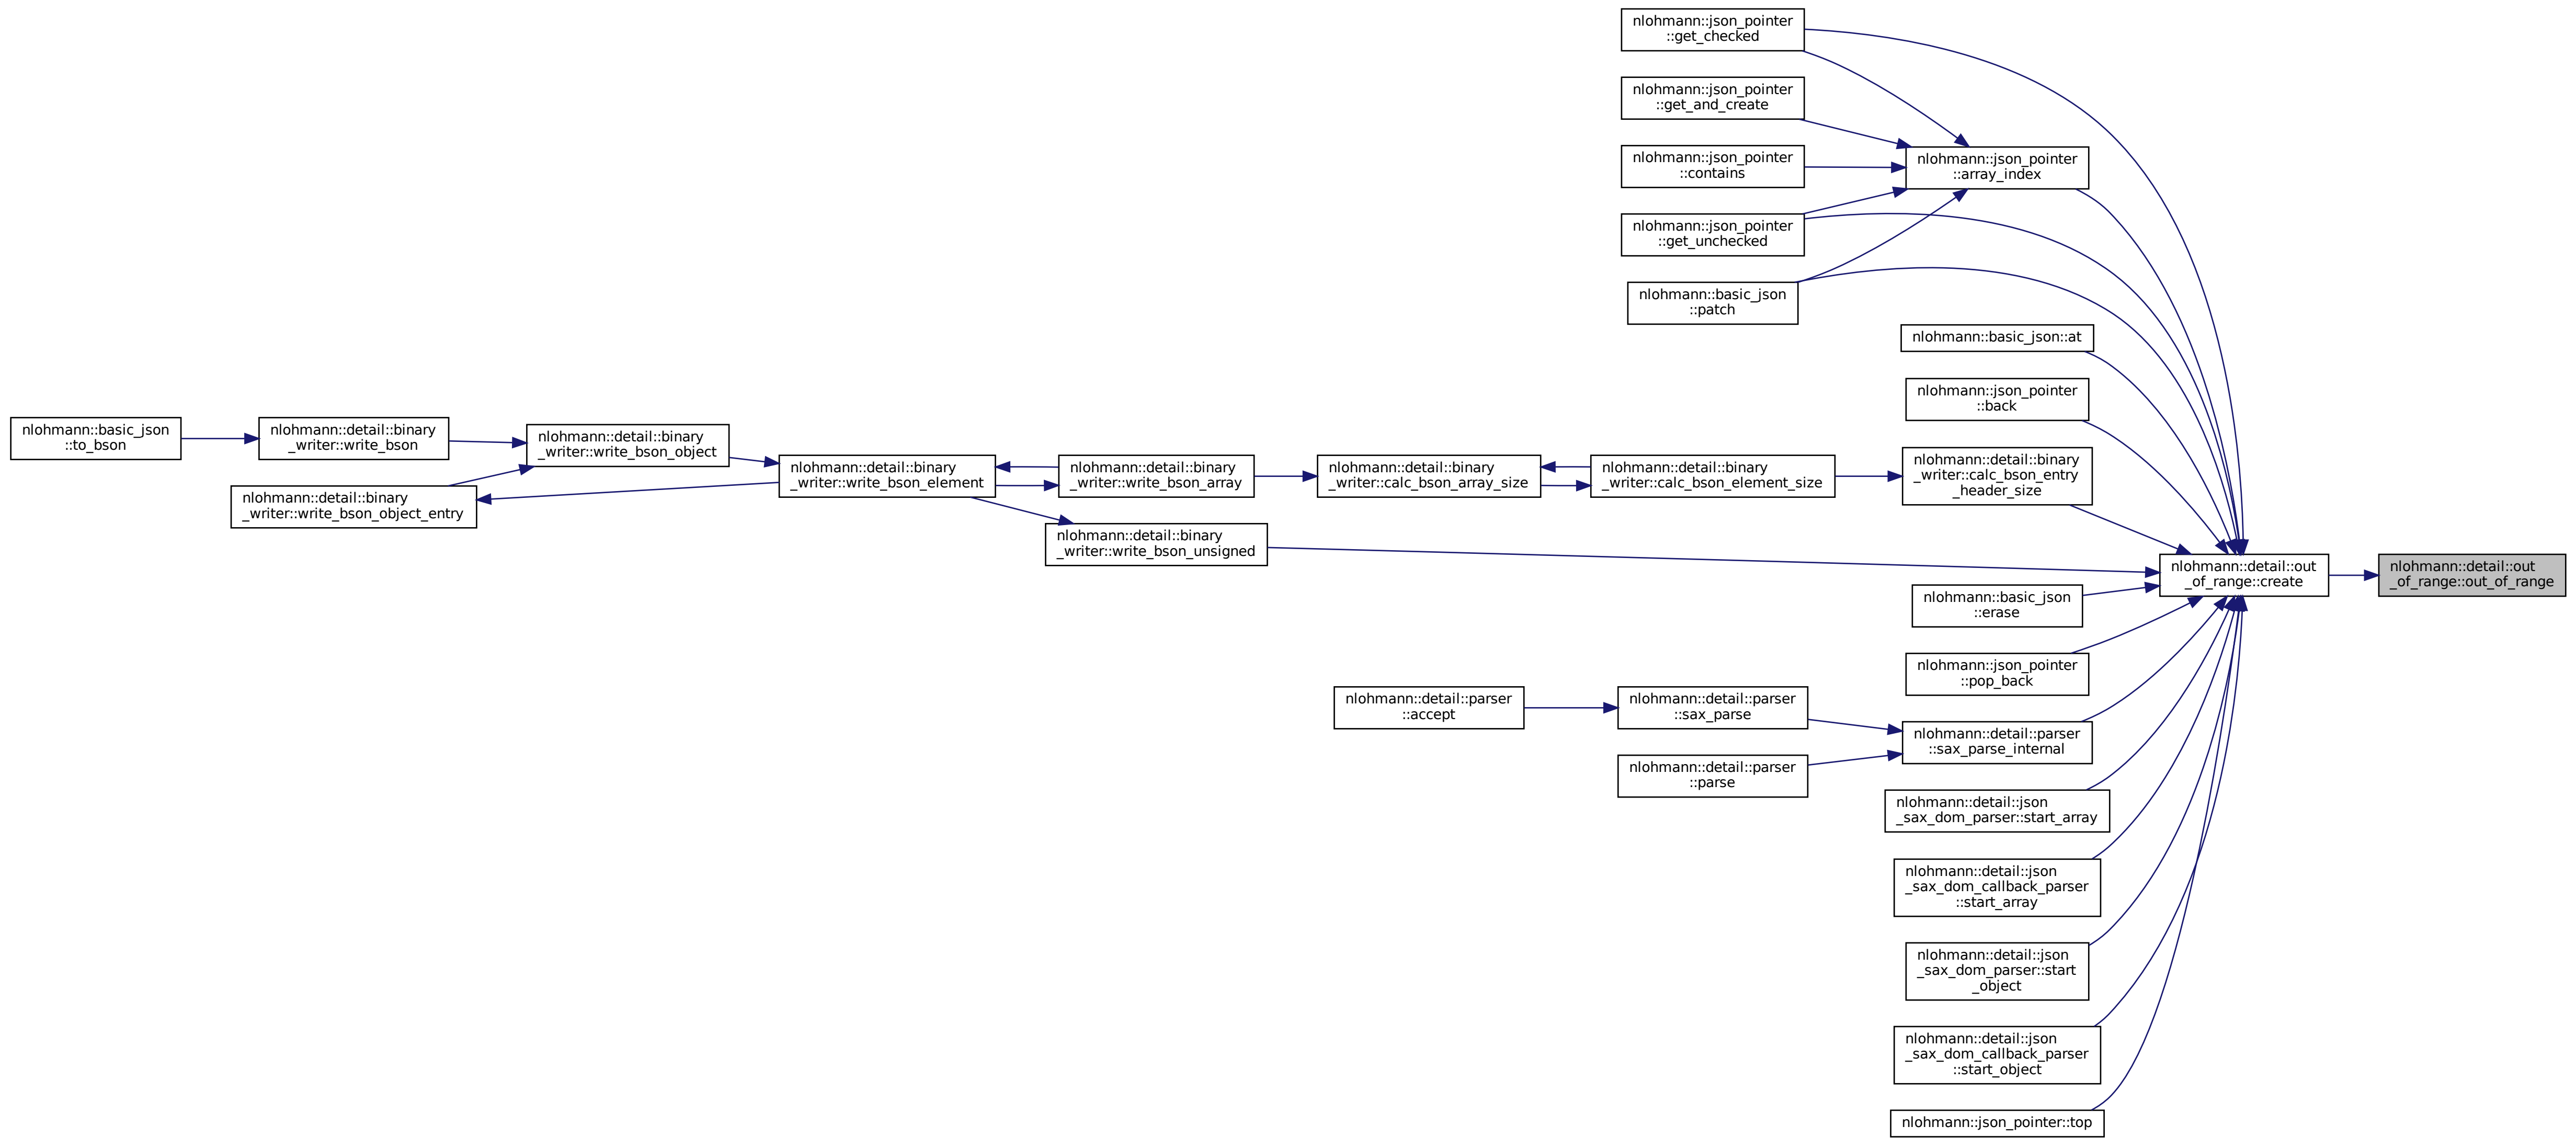 nlohmann::json_pointer
::get_checked
nlohmann::json_pointer
::get_and_create
nlohmann::json_pointer
::contains
nlohmann::json_pointer
::array_index
nlohmann::json_pointer
::get_unchecked
nlohmann::basic_json
::patch
nlohmann::basic_json::at
nlohmann::json_pointer
::back
nlohmann::basic_json
::to_bson
nlohmann::detail::binary
_writer::write_bson
nlohmann::detail::binary
_writer::write_bson_object
nlohmann::detail::binary
_writer::write_bson_object_entry
nlohmann::detail::binary
_writer::write_bson_element
nlohmann::detail::binary
_writer::write_bson_array
nlohmann::detail::binary
_writer::calc_bson_array_size
nlohmann::detail::binary
_writer::calc_bson_element_size
nlohmann::detail::binary
_writer::calc_bson_entry
_header_size
nlohmann::detail::binary
_writer::write_bson_unsigned
nlohmann::detail::out
_of_range::create
nlohmann::detail::out
_of_range::out_of_range
nlohmann::basic_json
::erase
nlohmann::json_pointer
::pop_back
nlohmann::detail::parser
::accept
nlohmann::detail::parser
::sax_parse
nlohmann::detail::parser
::sax_parse_internal
nlohmann::detail::parser
::parse
nlohmann::detail::json
_sax_dom_parser::start_array
nlohmann::detail::json
_sax_dom_callback_parser
::start_array
nlohmann::detail::json
_sax_dom_parser::start
_object
nlohmann::detail::json
_sax_dom_callback_parser
::start_object
nlohmann::json_pointer::top